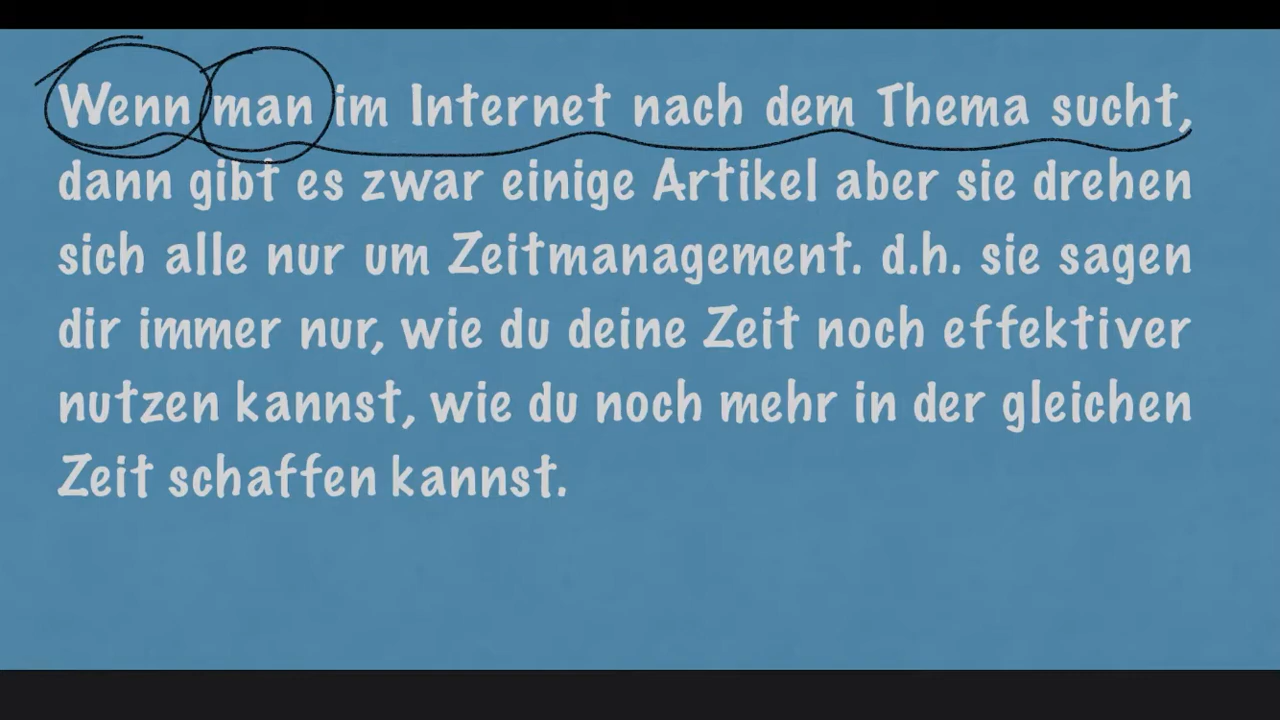 Wenn man im Internet nach dem Thema sucht,
dann gibt es zwar einige Artikel aber sie drehen
sich alle nur um Zeitmanagement. d.h. sie sagen
dir immer nur, wie du deine Zeit noch effektiver
nutzen kannst, wie du noch mehr in der gleichen
Zeit schaffen kannst.